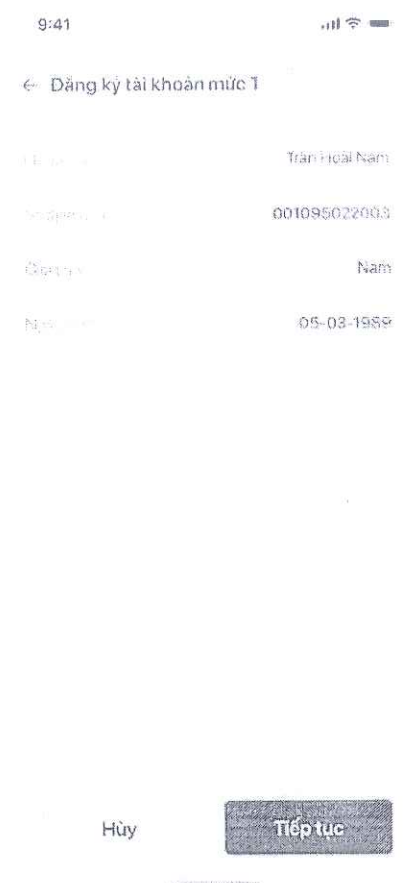 9:41
← Đăng ký tài khoản mức 1
Trần Hoài Nam
001095022003
Nam
05-03-1989
Hủy
Tiếp tục